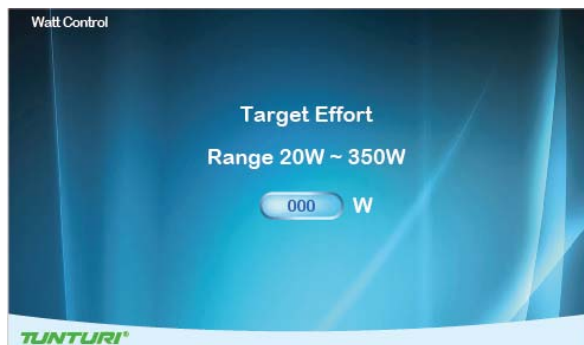 Watt Control
Target Effort
Range 20W ~ 350W
000 W
TUNTURI®